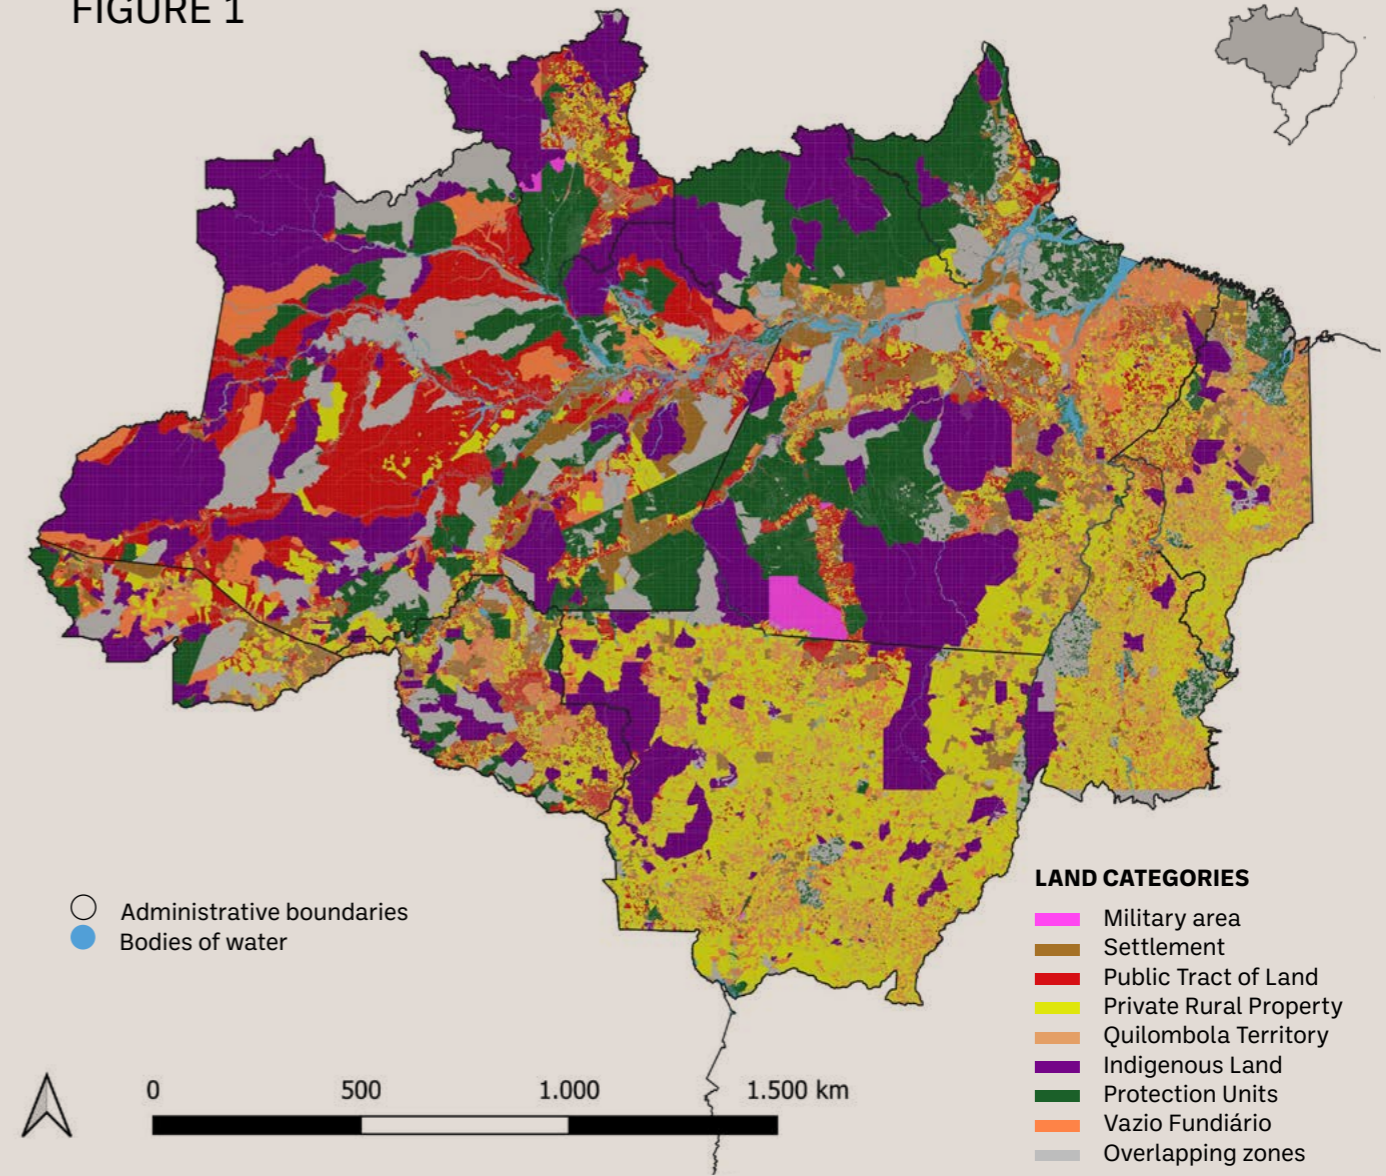 FIGURE 1
Administrative boundaries
Bodies of water
0 500 1.000 1.500 km
LAND CATEGORIES
Military area
Settlement
Public Tract of Land
Private Rural Property
Quilombola Territory
Indigenous Land
Protection Units
Vazio Fundiário
Overlapping zones